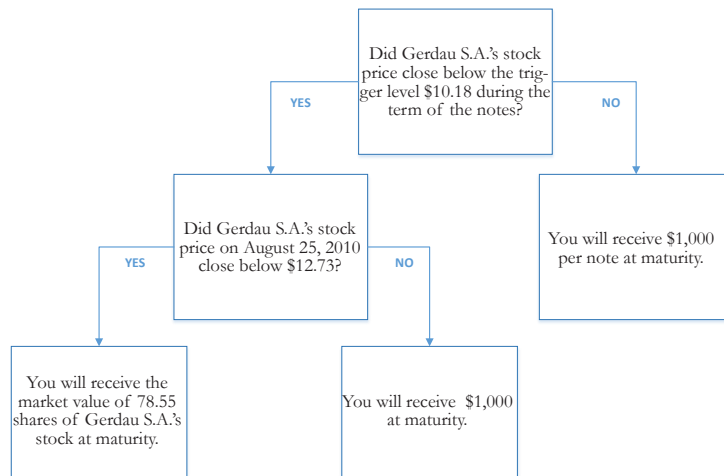 Did Gerdau S.A.'s stock
price close below the trig-
ger level $10.18 during the
term of the notes?
YES
NO
Did Gerdau S.A.'s stock
price on August 25, 2010
close below $12.73?
You will receive $1,000
per note at maturity.
YES
NO
You will receive the
market value of 78.55
shares of Gerdau S.A.'s
stock at maturity.
You will receive $1,000
at maturity.